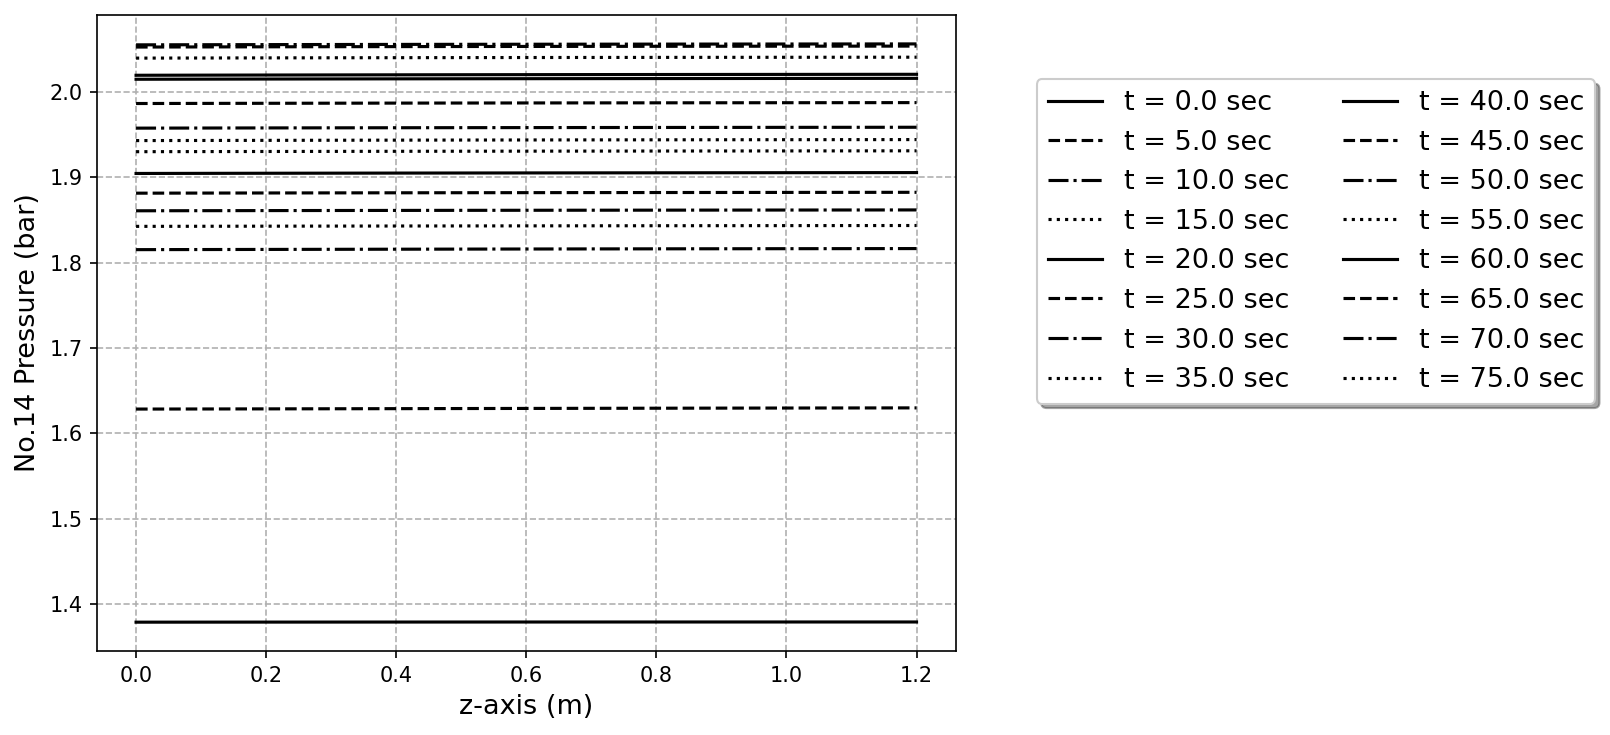 No.14 Pressure (bar)
2.0
1.9
1.8
1.7
1.6
1.5
1.4
0.0 0.2 0.4 0.6 0.8 1.0 1.2
z-axis (m)
t = 0.0 sec
t = 5.0 sec
t = 10.0 sec
t = 15.0 sec
t = 20.0 sec
t = 25.0 sec
t = 30.0 sec
t = 35.0 sec
t = 40.0 sec
t = 45.0 sec
t = 50.0 sec
t = 55.0 sec
t = 60.0 sec
t = 65.0 sec
t = 70.0 sec
t = 75.0 sec